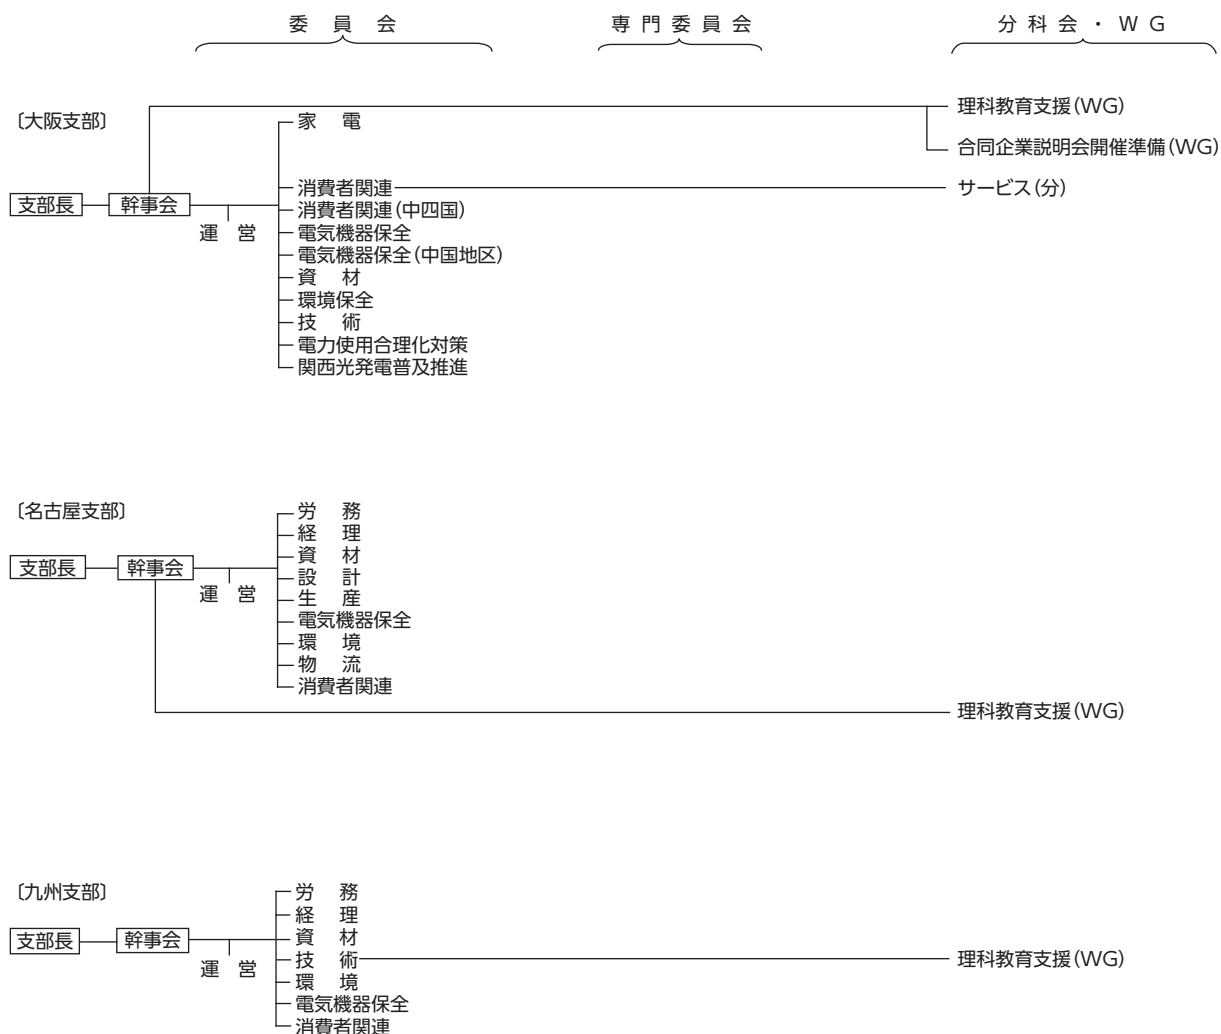 委 員 会 専 門 委 員 会 分 科 会 ・ W G
〔大阪支部〕
理科教育支援(WG)
合同企業説明会開催準備(WG)
家 電
消費者関連 サービス(分)
支部長 幹事会
運 営
消費者関連(中四国)
電気機器保全
電気機器保全(中国地区)
資 材
環境保全
技 術
電力使用合理化対策
関西光発電普及推進
〔名古屋支部〕
支部長 幹事会
運 営
労 務
経 理
資 材
設 計
生 産
電気機器保全
環 境
物 流
消費者関連
理科教育支援(WG)
〔九州支部〕
支部長 幹事会
運 営
労 務
経 理
資 材
技 術 理科教育支援(WG)
環 境
電気機器保全
消費者関連